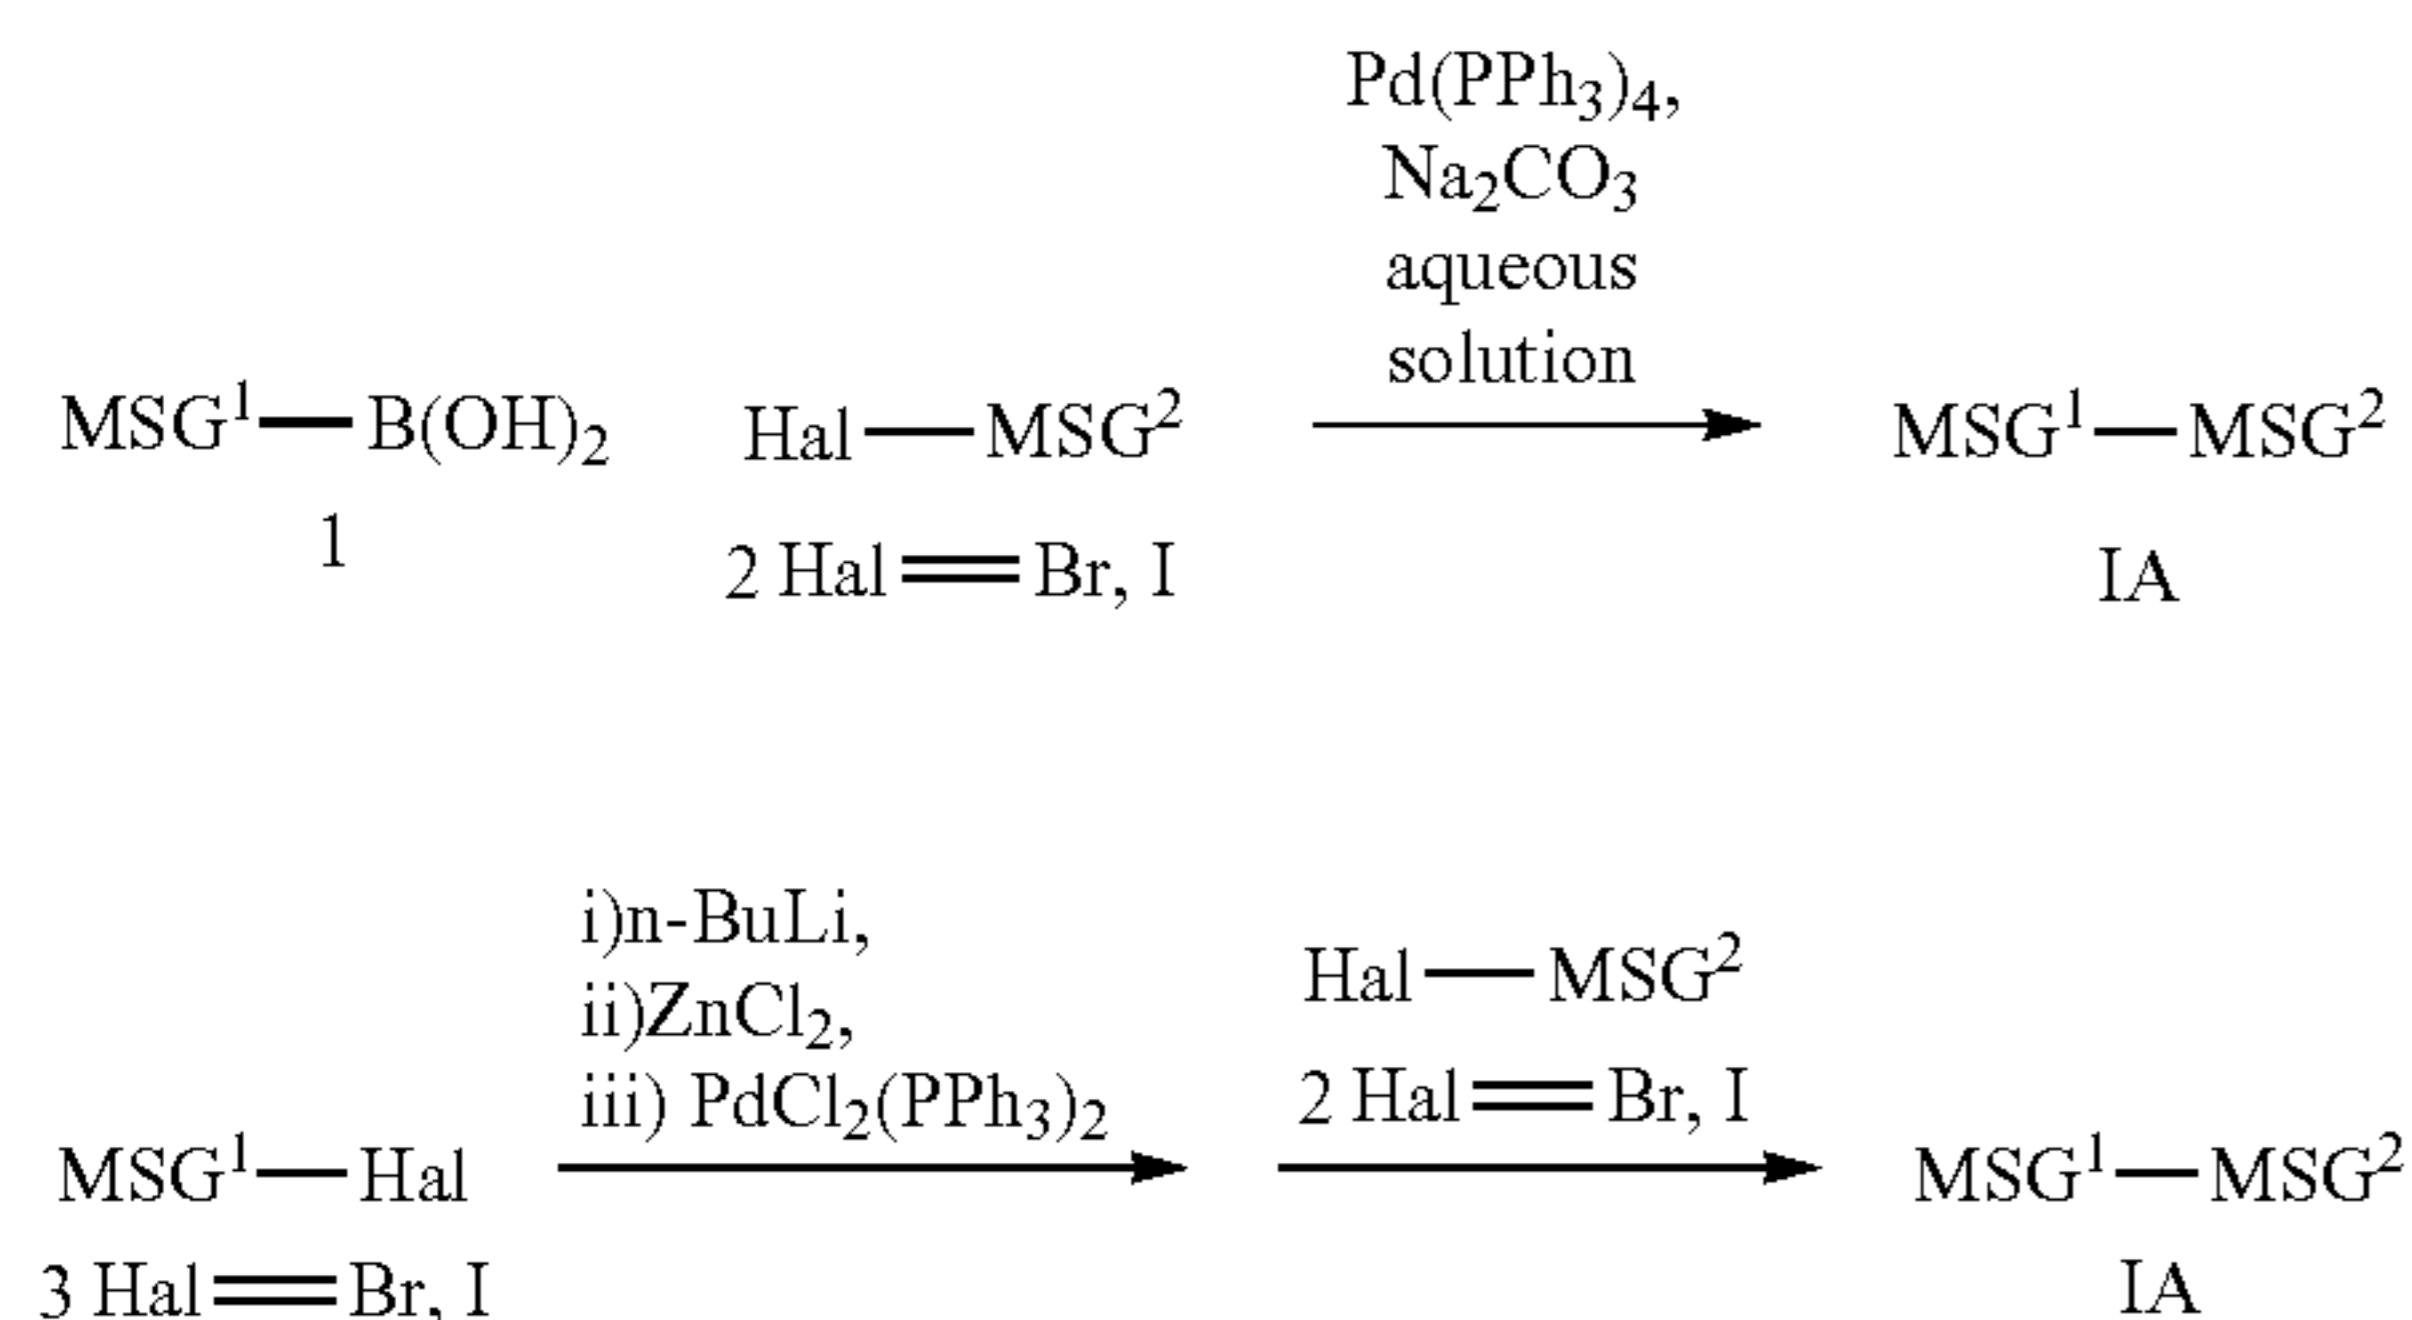 Pd(PPh3)4,
Na2CO3
aqueous
solution
MSG1—B(OH)2 Hal—MSG2 MSG1—MSG2
1 2 Hal=Br, I IA
i)n-BuLi,
ii)ZnCl2,
iii) PdCl2(PPh3)2
Hal—MSG2
2 Hal=Br, I
MSG1—Hal MSG1—MSG2
3 Hal=Br, I IA